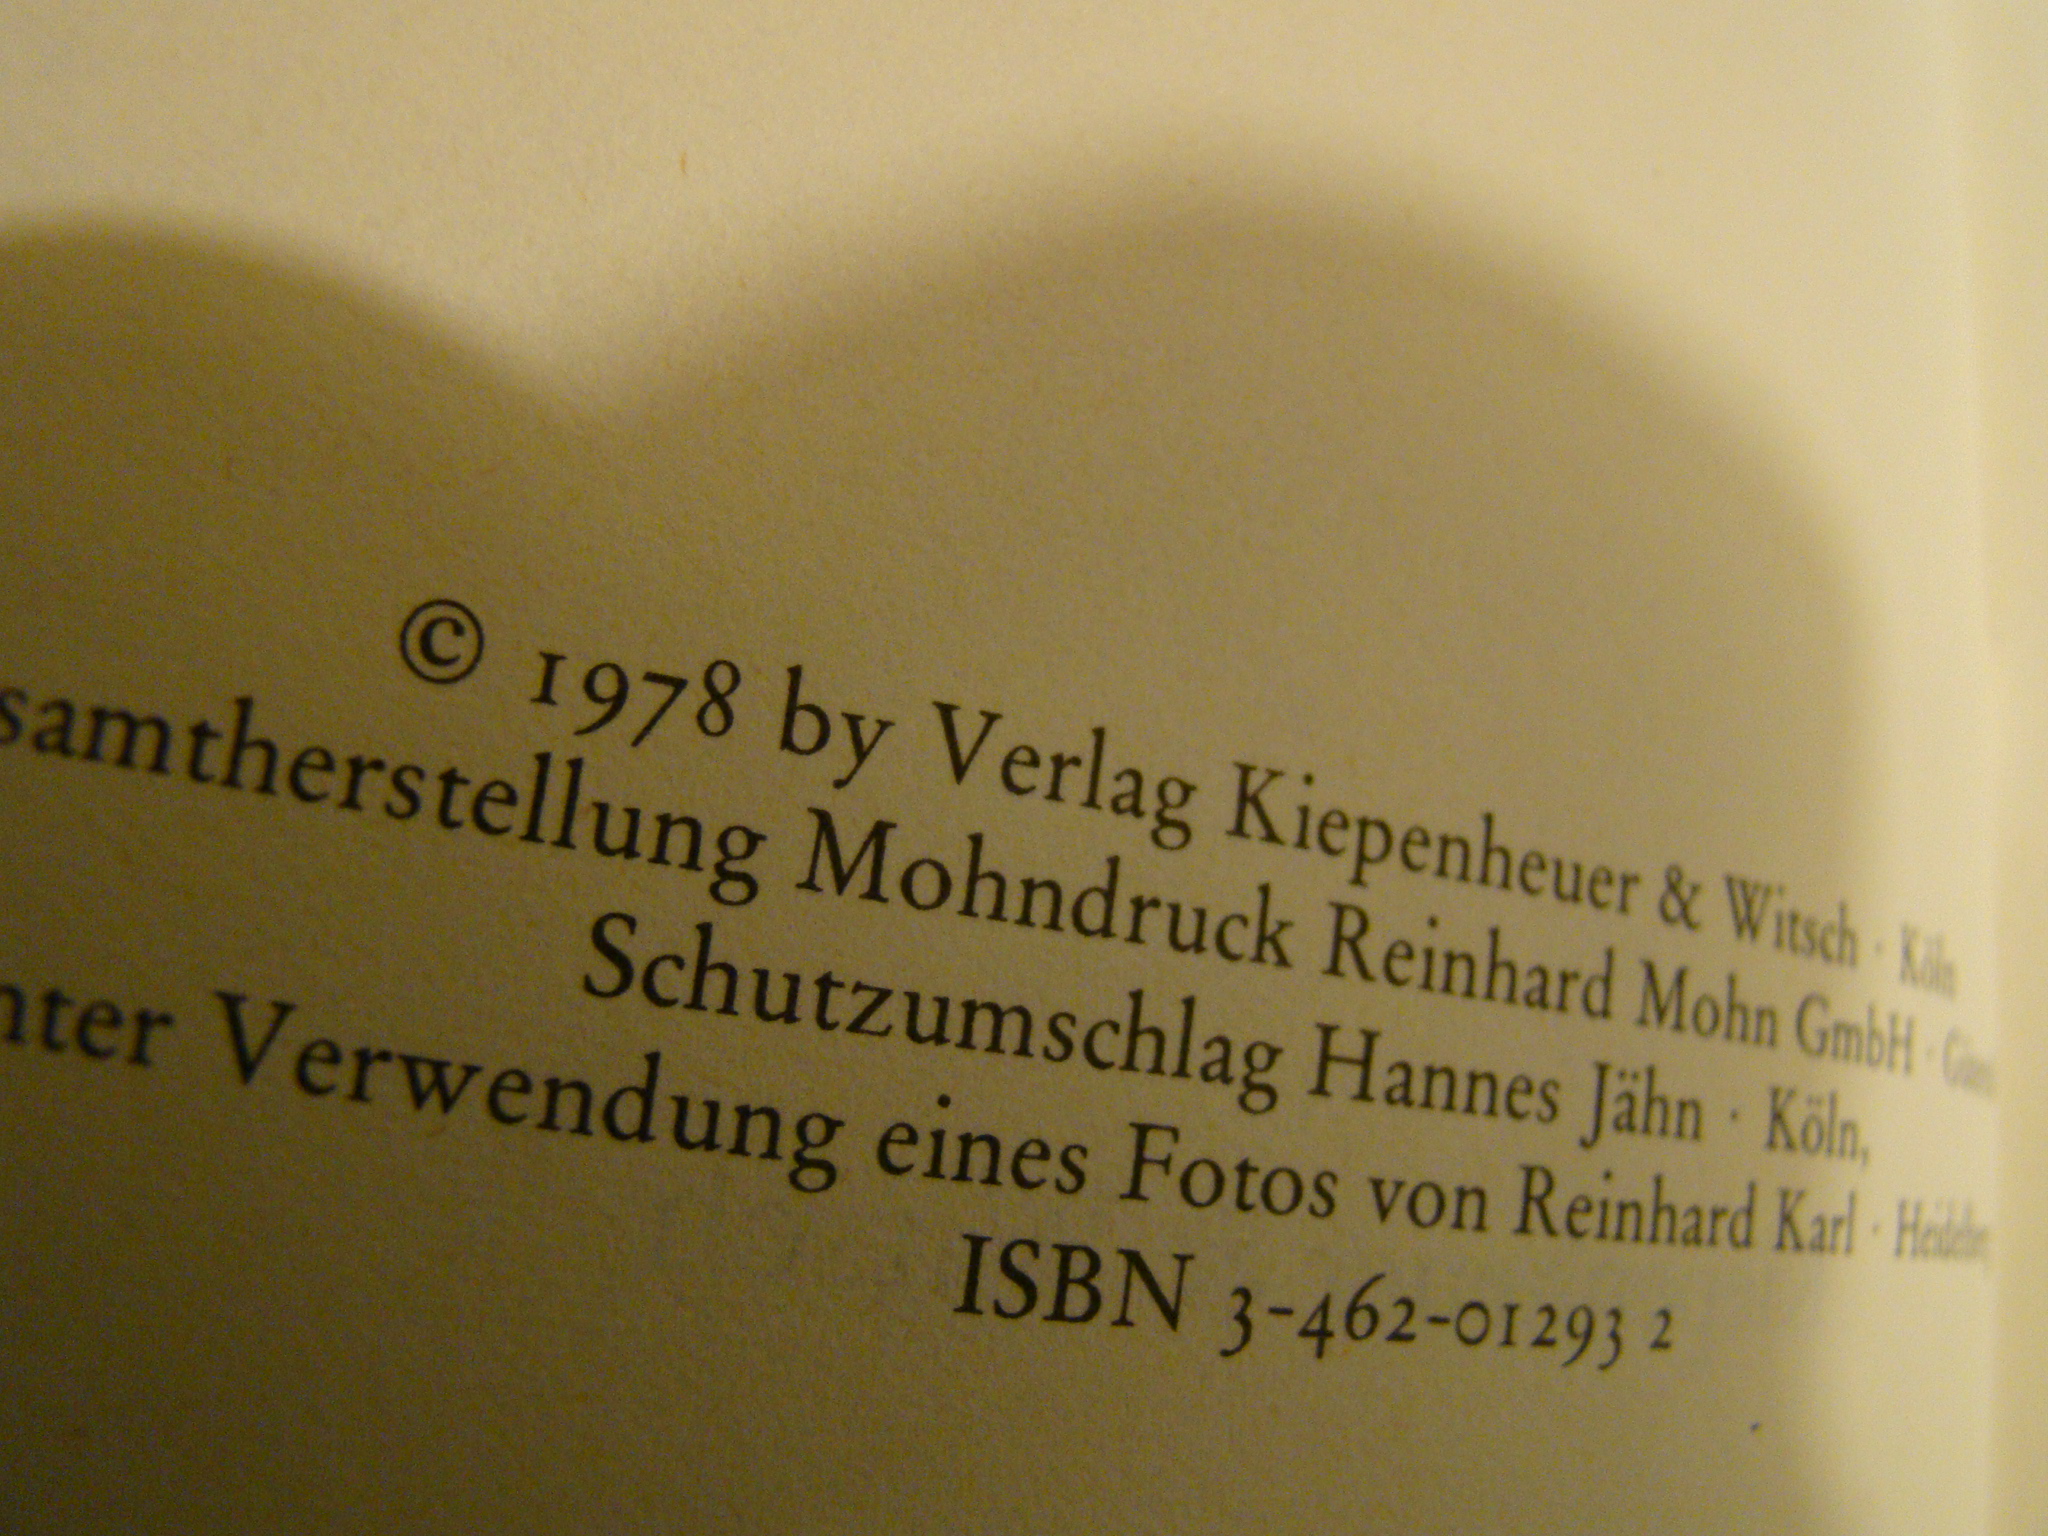 © 1978 by Verlag Kiepenheuer & Witsch · Köln
samtherstellung Mohndruck Reinhard Mohn GmbH ·
Schutzumschlag Hannes Jähn · Köln,
nter Verwendung eines Fotos von Reinhard Karl · Heidelberg
ISBN 3-462-01293 2